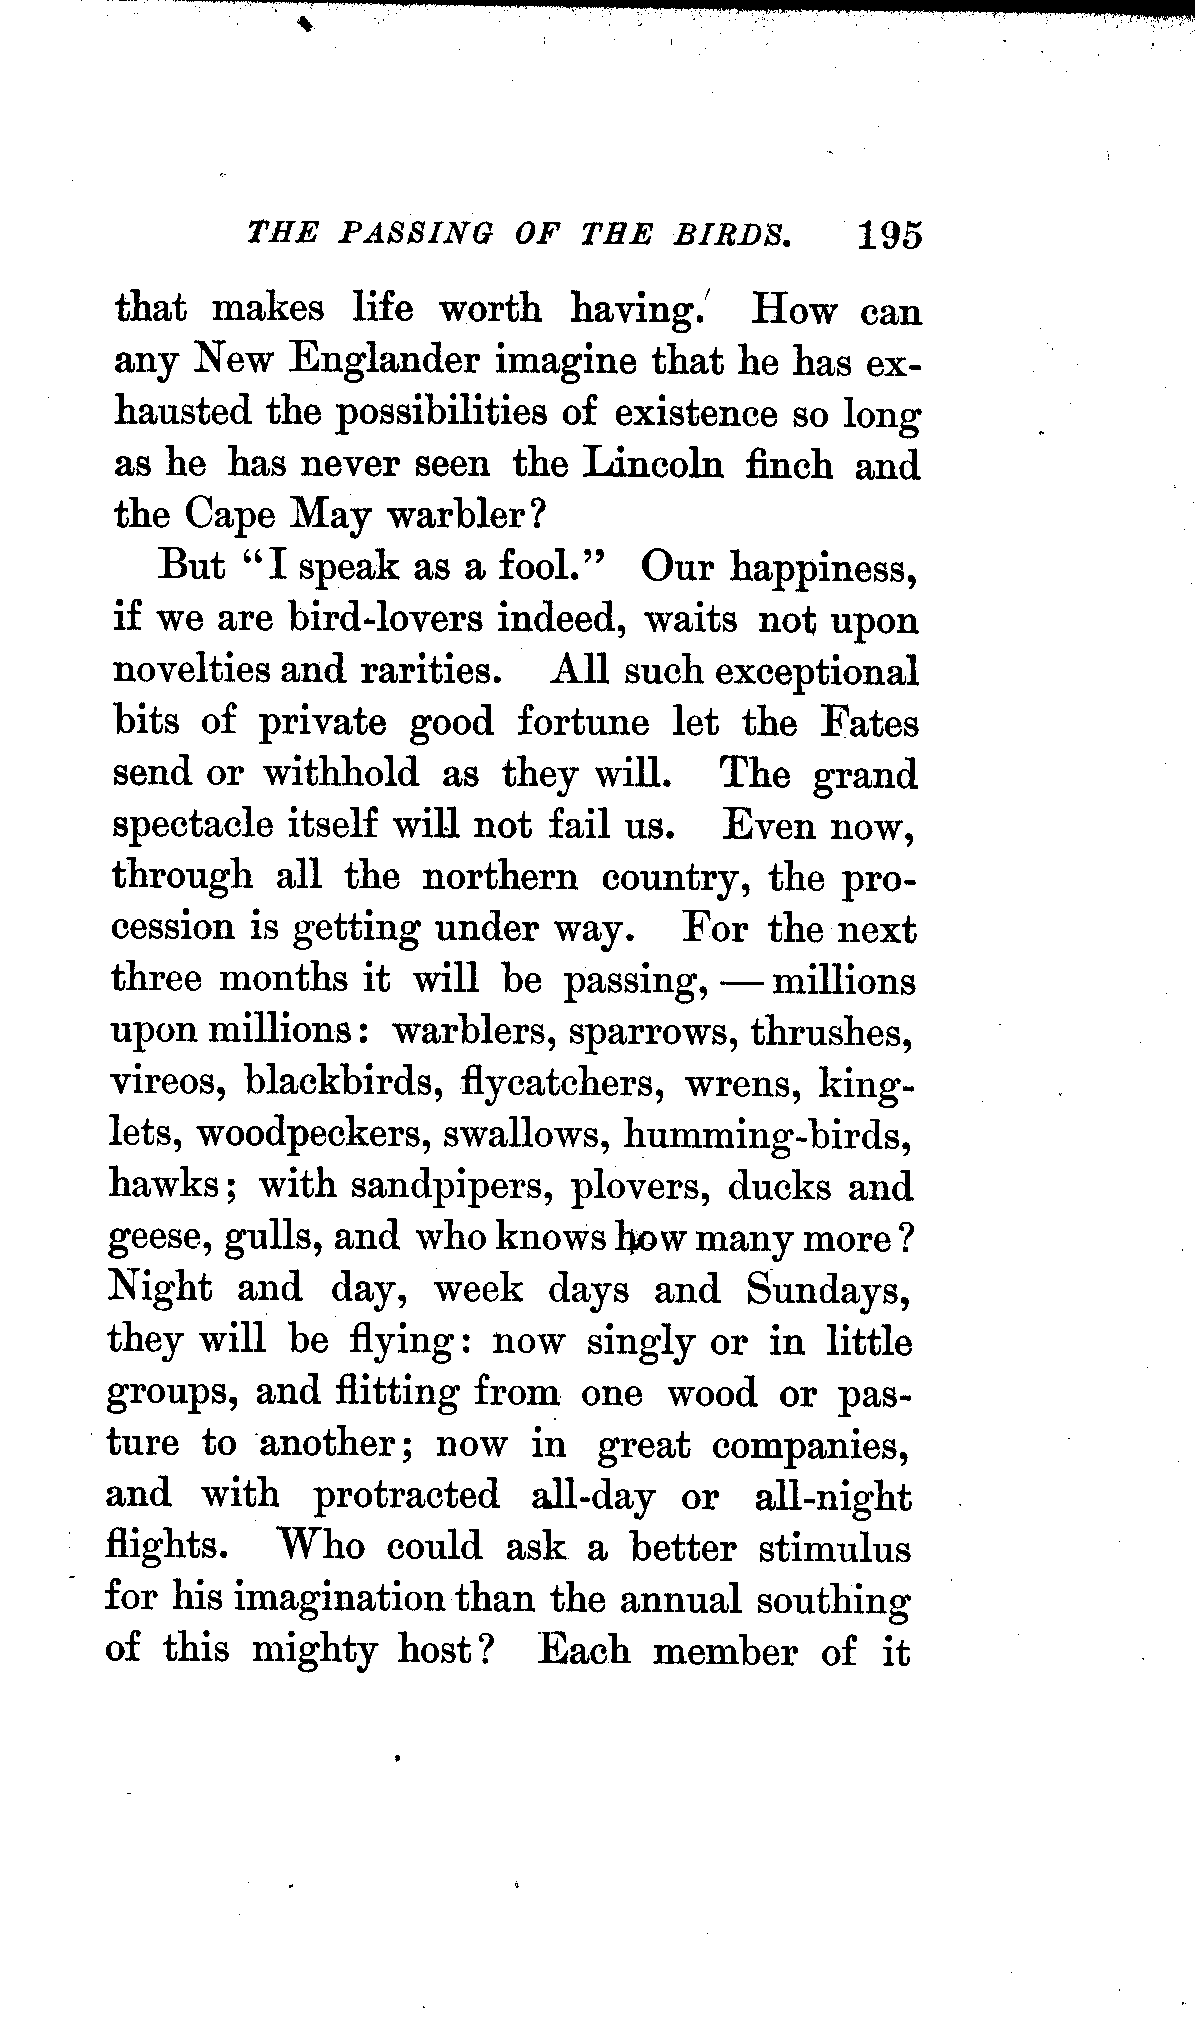 THE PASSING OF THE BIRDS. 195
that makes life worth having. How can
any New Englander imagine that he has ex-
hausted the possibilities of existence so long
as he has never seen the Lincoln finch and
the Cape May warbler?
But “I speak as a fool.” Our happiness,
if we are bird-lovers indeed, waits not upon
novelties and rarities. All such exceptional
bits of private good fortune let the Fates
send or withhold as they will. The grand
spectacle itself will not fail us. Even now,
through all the northern country, the pro-
cession is getting under way. For the next
three months it will be passing, — millions
upon millions: warblers, sparrows, thrushes,
vireos, blackbirds, flycatchers, wrens, king-
lets, woodpeckers, swallows, humming-birds,
hawks; with sandpipers, plovers, ducks and
geese, gulls, and who knows how many more?
Night and day, week days and Sundays,
they will be flying: now singly or in little
groups, and flitting from one wood or pas-
ture to another; now in great companies,
and with protracted all-day or all-night
flights. Who could ask a better stimulus
for his imagination than the annual southing
of this mighty host? Each member of it